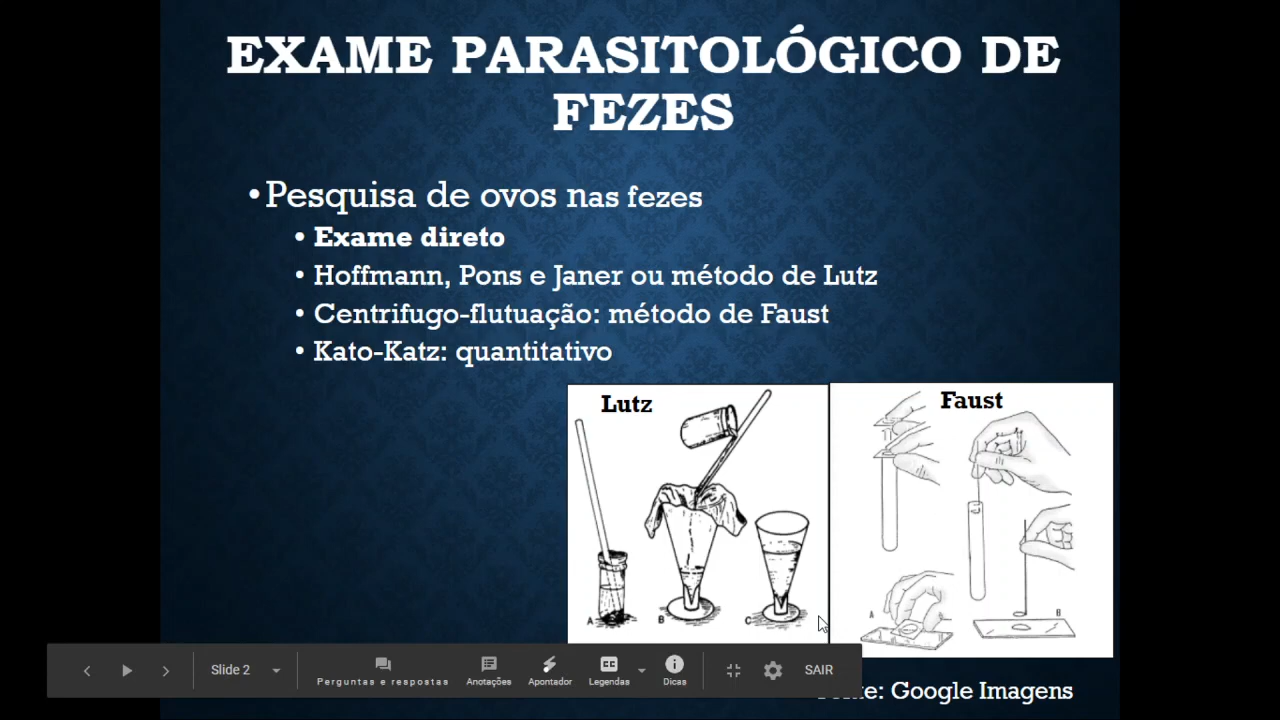 EXAME PARASITOLÓGICO DE
FEZES
•Pesquisa de ovos nas fezes
• Exame direto
• Hoffmann, Pons e Janer ou método de Lutz
• Centrifugo-flutuação: método de Faust
• Kato-Katz: quantitativo
Lutz
Faust
A
B
C
A
B
Slide 2
Perguntas e respostas
Anotações
Apontador
CC
Legendas
Dicas
SAIR
Google Imagens